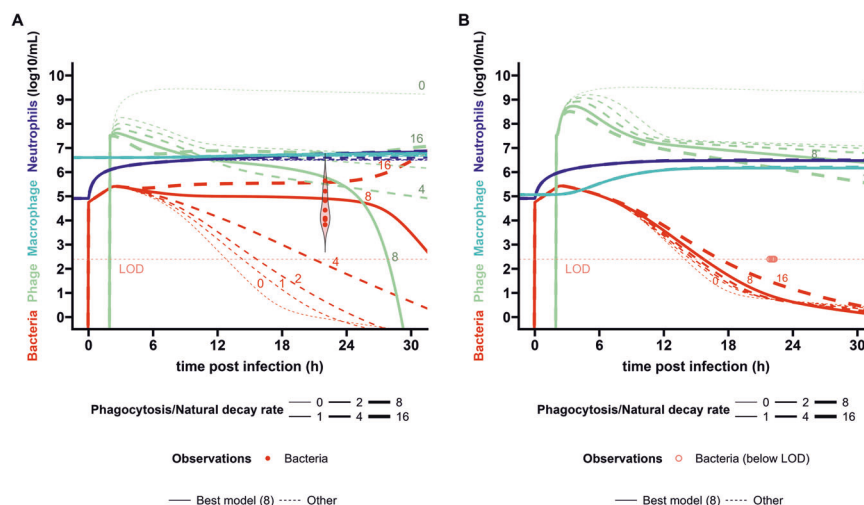 A
Bacteria Phage Macrophage Neutrophils (log10/mL)
10
9
8
7
6
5
4
3
2
1
0
0
16
16
4
8
8
4
2
1
0
LOD
0 6 12 18 24 30
time post infection (h)
Phagocytosis/Natural decay rate
0 2 8
1 4 16
Observations Bacteria
Best model (8) Other
B
Bacteria Phage Macrophage Neutrophils (log10/mL)
10
9
8
7
6
5
4
3
2
1
0
8
LOD
0
8
16
0 6 12 18 24 30
time post infection (h)
Phagocytosis/Natural decay rate
0 2 8
1 4 16
Observations Bacteria (below LOD)
Best model (8) Other